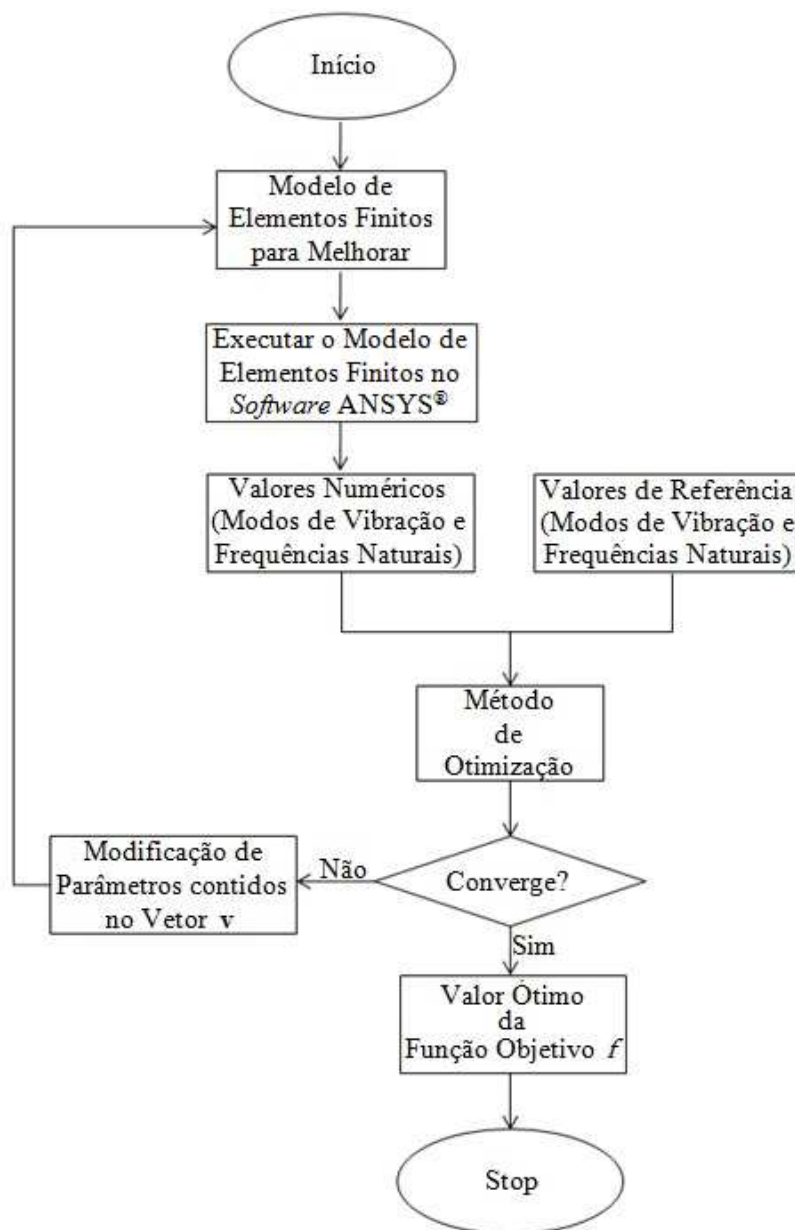 Início
Modelo de
Elementos Finitos
para Melhorar
Executar o Modelo de
Elementos Finitos no
Software ANSYS®
Valores Numéricos
(Modos de Vibração e
Frequências Naturais)
Valores de Referência
(Modos de Vibração e
Frequências Naturais)
Método
de
Otimização
Converge?
Não
Modificação de
Parâmetros contidos
no Vetor v
Sim
Valor Ótimo
da
Função Objetivo f
Stop